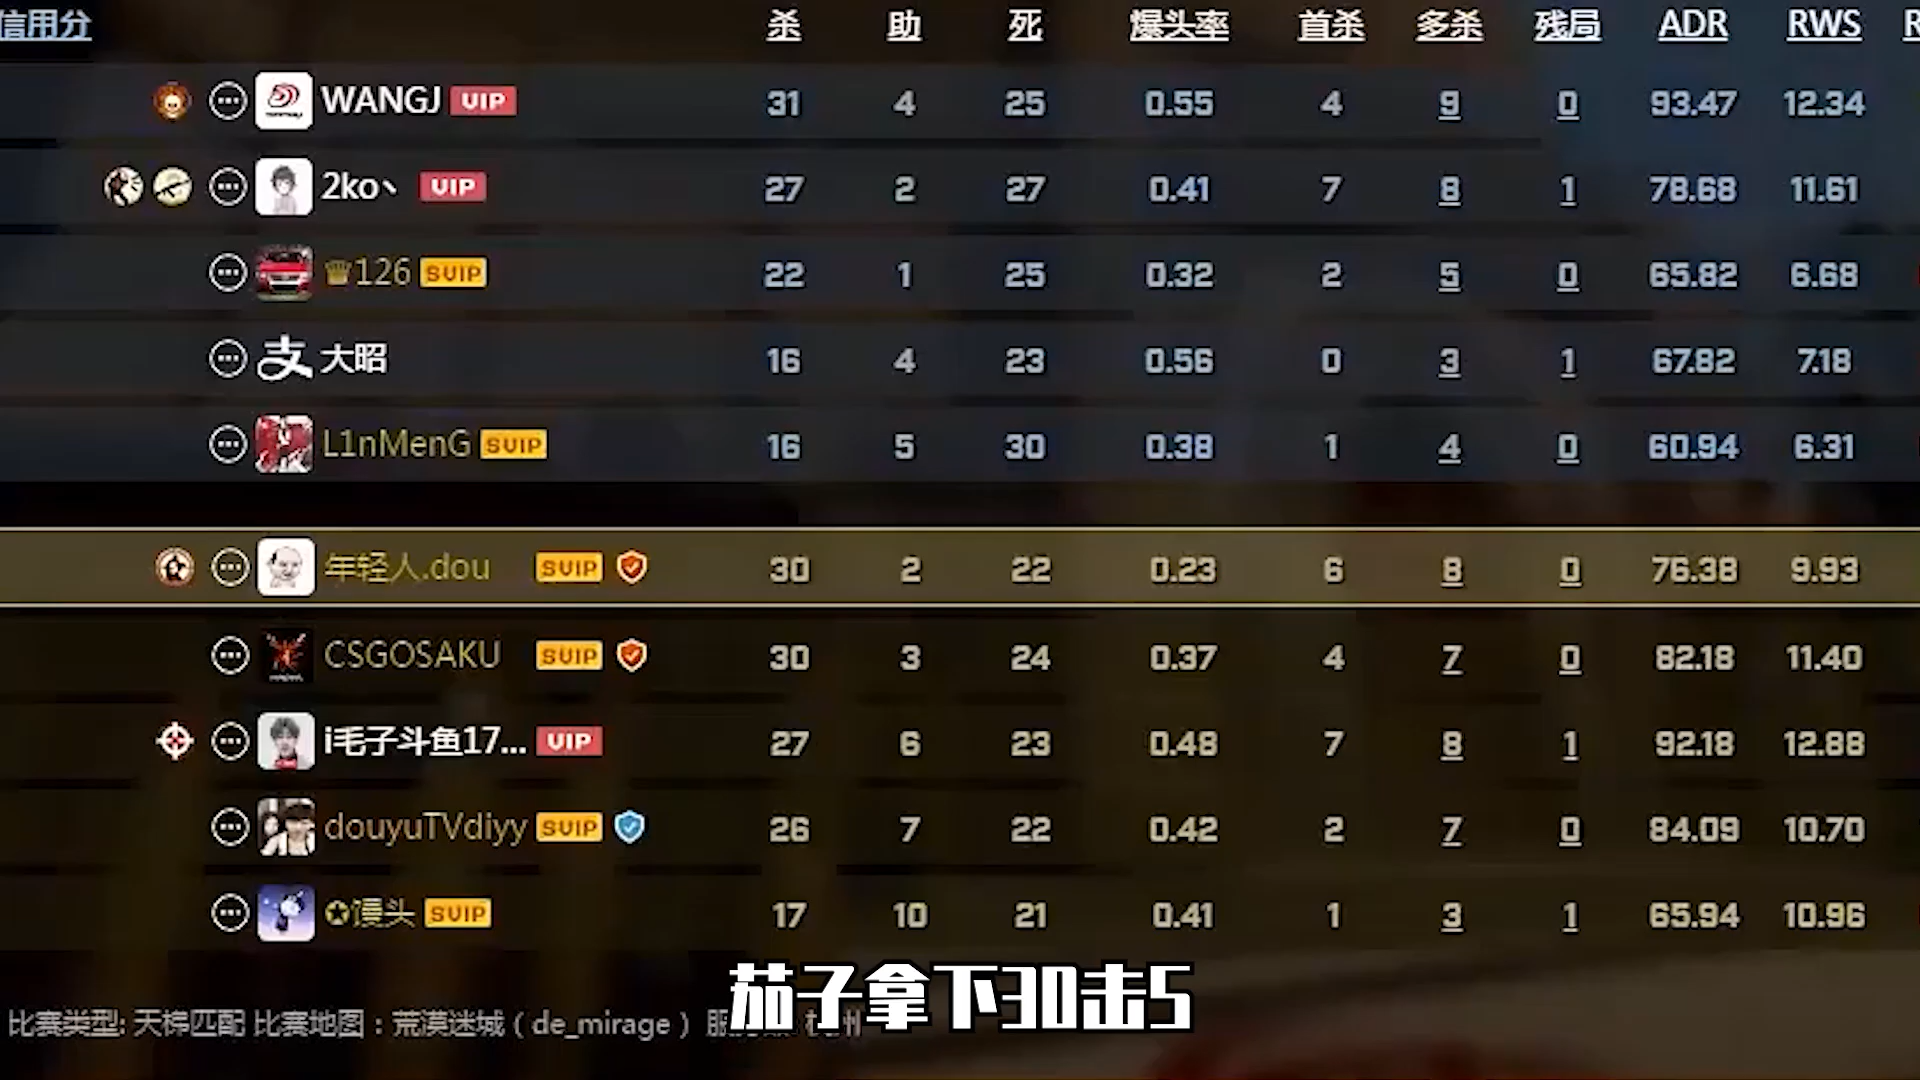 信用分 杀 助 死 爆头率 首杀 多杀 残局 ADR RWS
WANGJ VIP 31 4 25 0.55 4 9 0 93.47 12.34
2ko丶 VIP 27 2 27 0.41 7 8 1 78.68 11.61
♛126 SVIP 22 1 25 0.32 2 5 0 65.82 6.68
支 大昭 16 4 23 0.56 0 3 1 67.82 7.18
L1nMenG SVIP 16 5 30 0.38 1 4 0 60.94 6.31
年轻人.dou SVIP 30 2 22 0.23 6 8 0 76.38 9.93
CSGOSAKU SVIP 30 3 24 0.37 4 7 0 82.18 11.40
i毛子斗鱼17... VIP 27 6 23 0.48 7 8 1 92.18 12.88
douyuTVdiyy SVIP 26 7 22 0.42 2 7 0 84.09 10.70
✪馒头 SVIP 17 10 21 0.41 1 3 1 65.94 10.96
茄子拿下30击5
比赛类型: 天梯匹配 比赛地图：荒漠迷城（de_mirage）